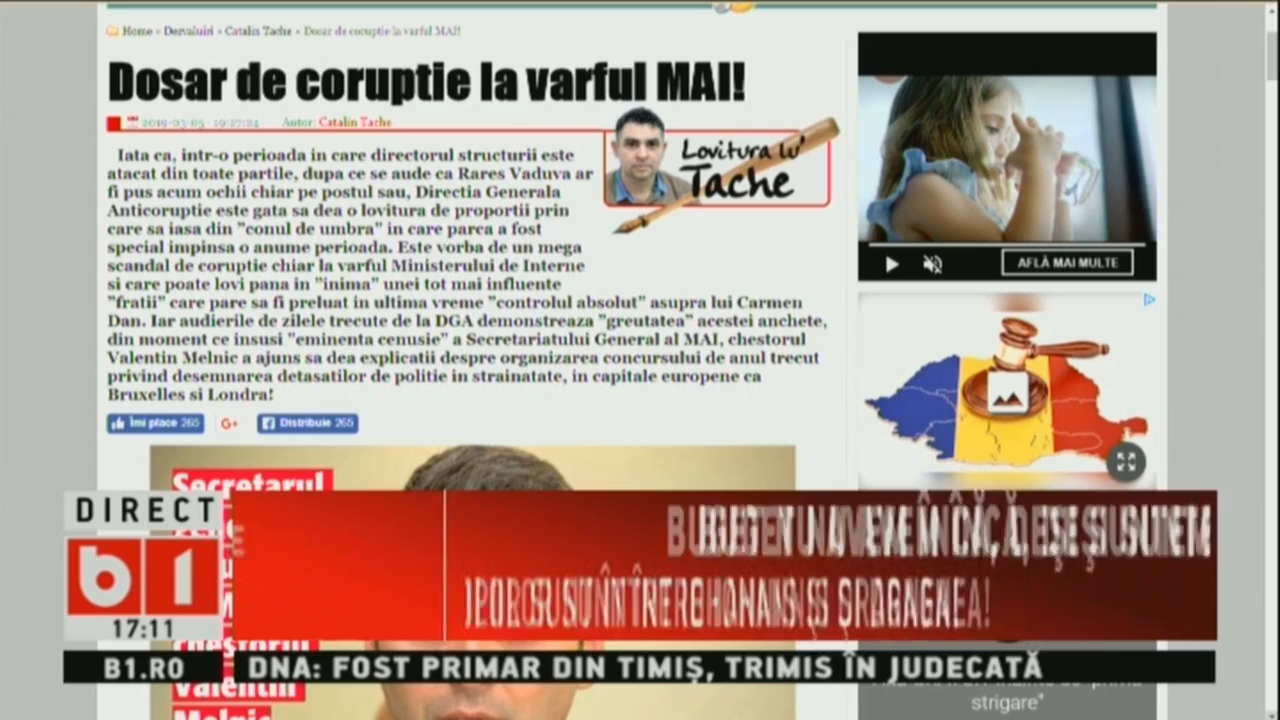 Home » Dezvaluiri » Catalin Tache » Dosar de coruptie la varful MAI!
Dosar de coruptie la varful MAI!
2019-03-05 - 19:27:24 Autor: Catalin Tache
Lovitura lu'
Tache
Iata ca, intr-o perioada in care directorul structurii este
atacat din toate partile, dupa ce se aude ca Rares Vaduva ar
fi pus acum ochii chiar pe postul sau, Directia Generala
Anticoruptie este gata sa dea o lovitura de proportii prin
care sa iasa din "conul de umbra" in care parca a fost
special impinsa o anume perioada. Este vorba de un mega
scandal de coruptie chiar la varful Ministerului de Interne
si care poate lovi pana in "inima" unei tot mai influente
"fratii" care pare sa fi preluat in ultima vreme "controlul absolut" asupra lui Carmen
Dan. Iar audierile de zilele trecute de la DGA demonstreaza "greutatea" acestei anchete,
din moment ce insusi "eminenta cenusie" a Secretariatului General al MAI, chestorul
Valentin Melnic a ajuns sa dea explicatii despre organizarea concursului de anul trecut
privind desemnarea detasatilor de politie in strainatate, in capitale europene ca
Bruxelles si Londra!
Îmi place 265 G+ Distribuie 265
AFLĂ MAI MULTE
Secretarul
chestorul
Valentin
Melnic
DIRECT
b1
17:11
B1.RO
DNA: FOST PRIMAR DIN TIMIȘ, TRIMIS ÎN JUDECATĂ
strigare"